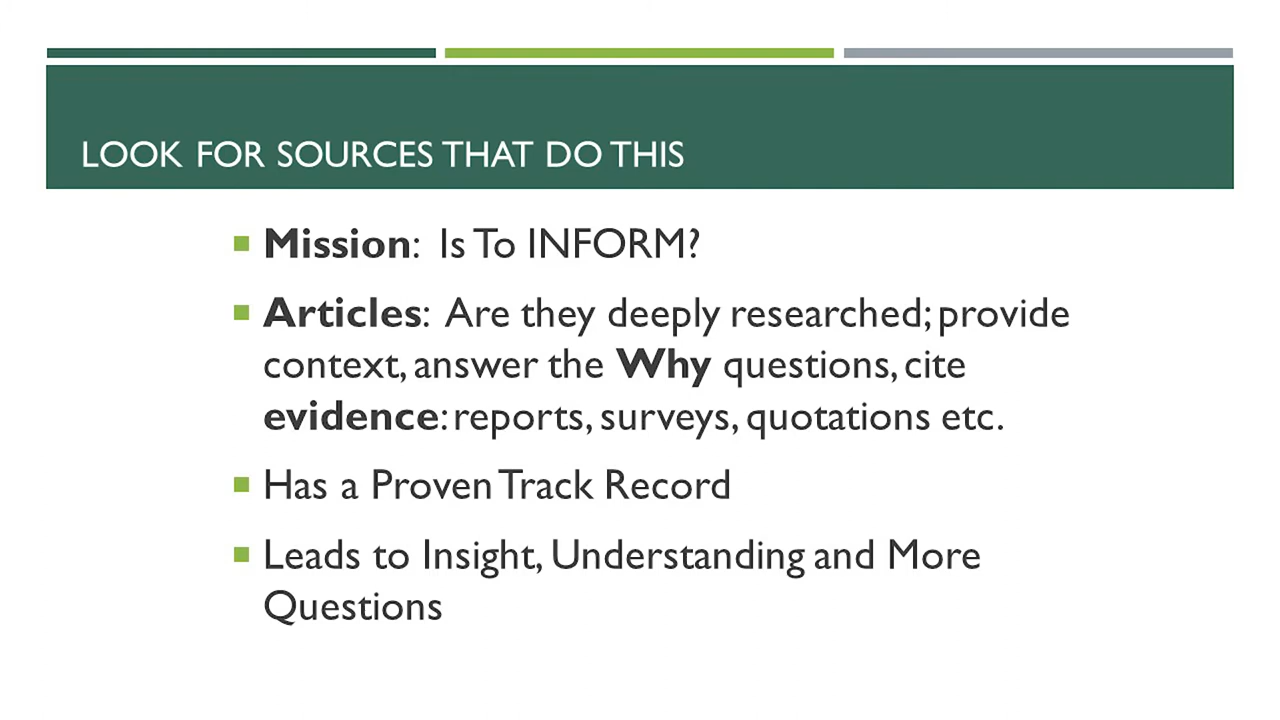 LOOK FOR SOURCES THAT DO THIS
Mission: Is To INFORM?
Articles: Are they deeply researched; provide
context, answer the Why questions, cite
evidence: reports, surveys, quotations etc.
Has a Proven Track Record
Leads to Insight, Understanding and More
Questions